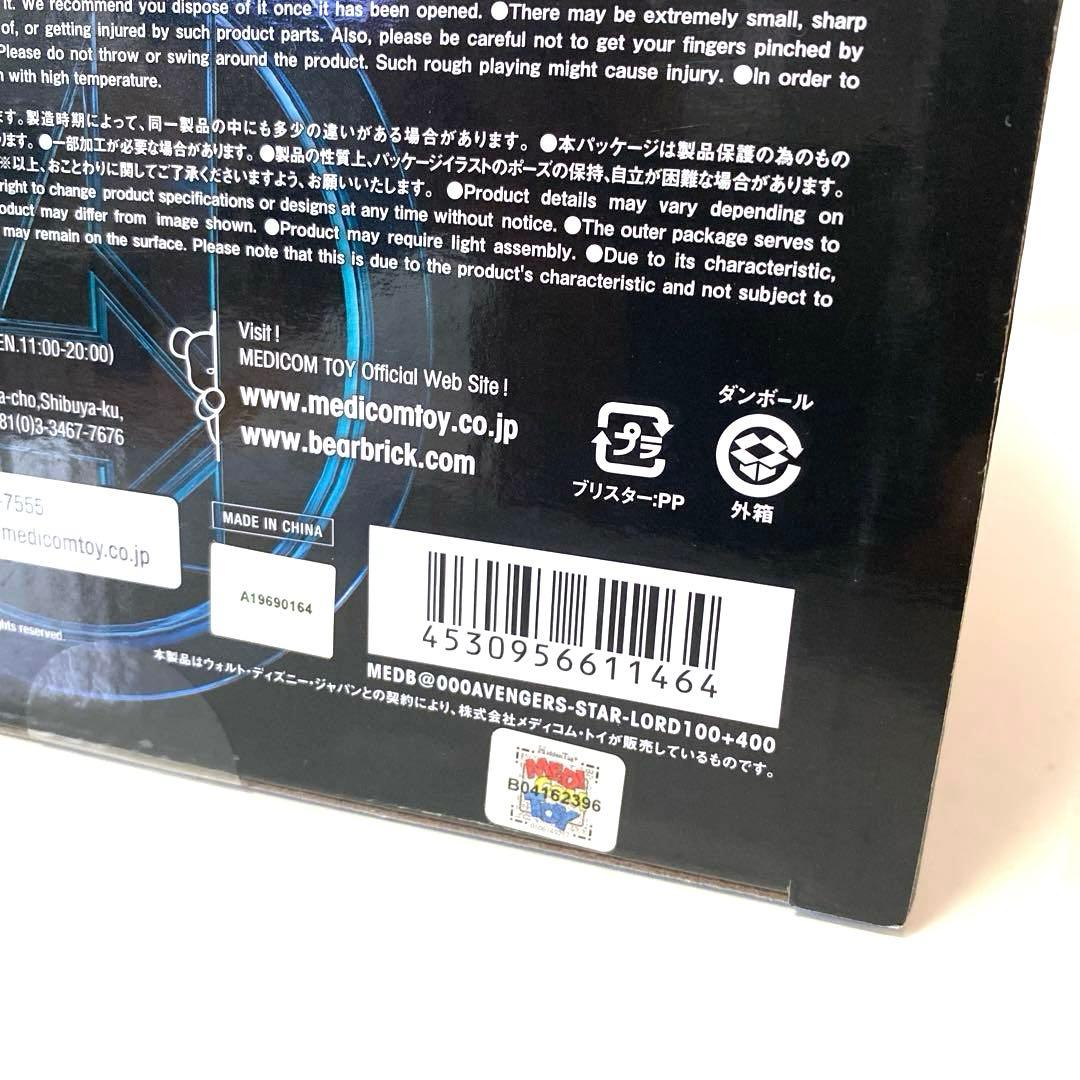 it. We recommend you dispose of it once it has been opened. ●There may be extremely small, sharp
of, or getting injured by such product parts. Also, please be careful not to get your fingers pinched by
Please do not throw or swing around the product. Such rough playing might cause injury. ●In order to
with high temperature.
ます。製造時期によって、同一製品の中にも多少の違いがある場合があります。●本パッケージは製品保護の為のもの
ります。●一部加工が必要な場合があります。●製品の性質上、パッケージイラストのポーズの保持、自立が困難な場合があります。
※以上、おことわりに関してご了承くださいますよう、お願いいたします。 ●Product details may vary depending on
right to change product specifications or designs at any time without notice. ●The outer package serves to
oduct may differ from image shown. ●Product may require light assembly. ●Due to its characteristic,
may remain on the surface. Please note that this is due to the product's characteristic and not subject to
EN.11:00-20:00)
a-cho,Shibuya-ku,
81(0)3-3467-7676
-7555
medicomtoy.co.jp
ghts reserved.
Visit !
MEDICOM TOY Official Web Site !
www.medicomtoy.co.jp
www.bearbrick.com
プラ
ブリスター:PP
ダンボール
外箱
MADE IN CHINA
A19690164
4530956611464
MEDB@000AVENGERS-STAR-LORD100+400
本製品はウォルト・ディズニー・ジャパンとの契約により、株式会社メディコム・トイが販売しているものです。
MEDI
B04162396
TOY